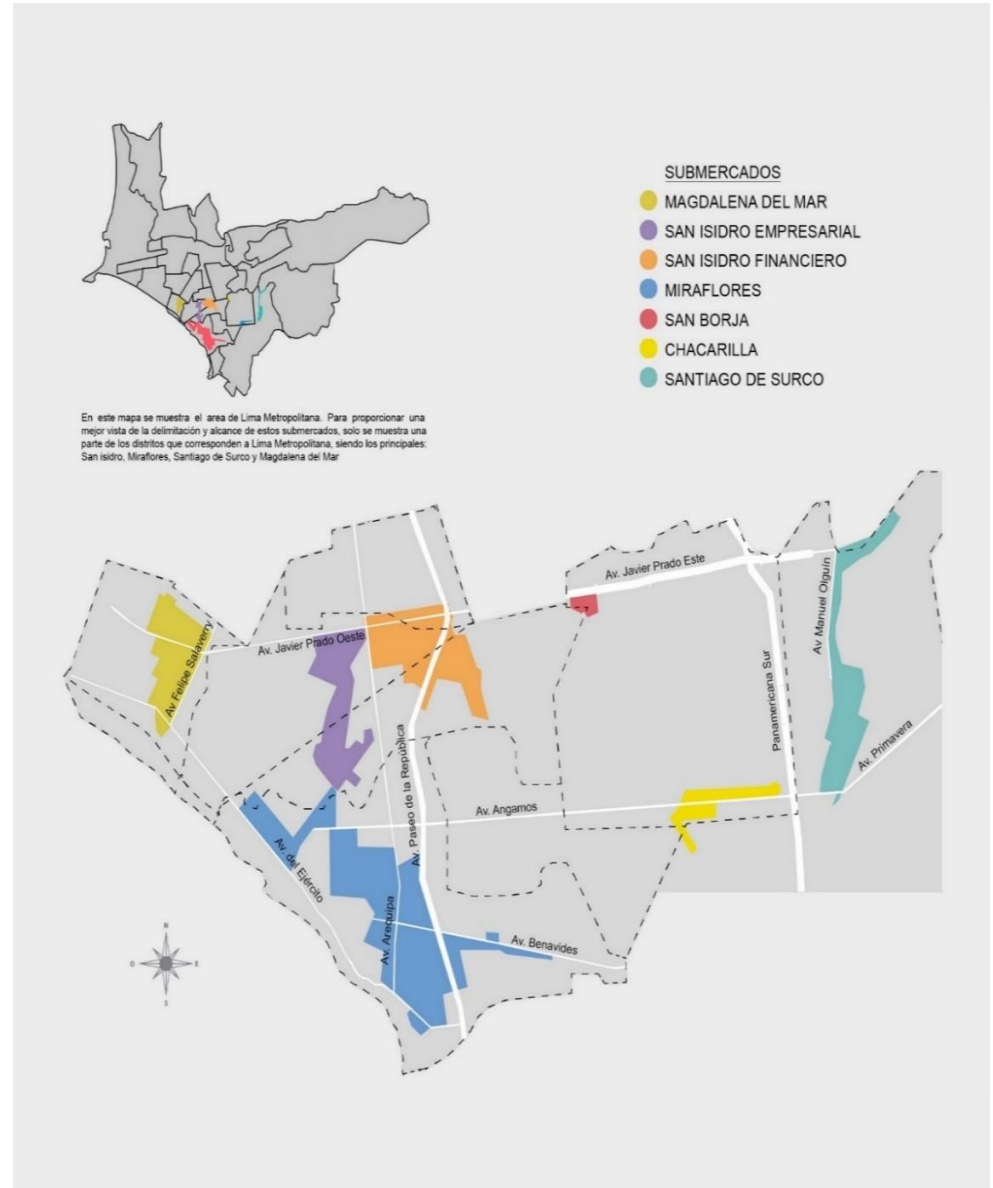 SUBMERCADOS
MAGDALENA DEL MAR
SAN ISIDRO EMPRESARIAL
SAN ISIDRO FINANCIERO
MIRAFLORES
SAN BORJA
CHACARILLA
SANTIAGO DE SURCO
En este mapa se muestra el area de Lima Metropolitana. Para proporcionar una
mejor vista de la delimitación y alcance de estos submercados, solo se muestra una
parte de los distritos que corresponden a Lima Metropolitana, siendo los principales:
San isidro, Miraflores, Santiago de Surco y Magdalena del Mar
Av. Javier Prado Este
Av Manuel Olguín
Av. Javier Prado Oeste
Av. Felipe Salaverry
Panamericana Sur
Av. Paseo de la República
Av. Primavera
Av. Angamos
Av. del Ejército
Av. Arequipa
Av. Benavides
N
O
E
S